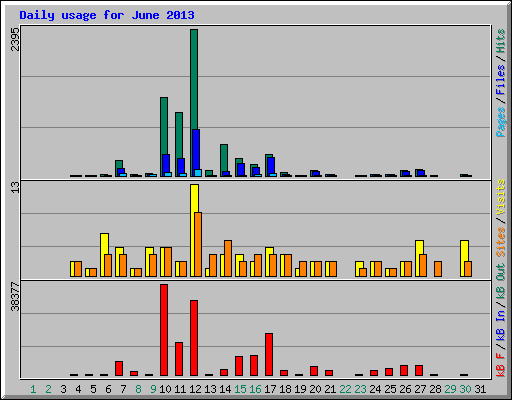 Daily usage for June 2013
2395
Pages / Files / Hits
13
Sites / Visits
38377
kB F / kB In / kB Out
1 2 3 4 5 6 7 8 9 10 11 12 13 14 15 16 17 18 19 20 21 22 23 24 25 26 27 28 29 30 31